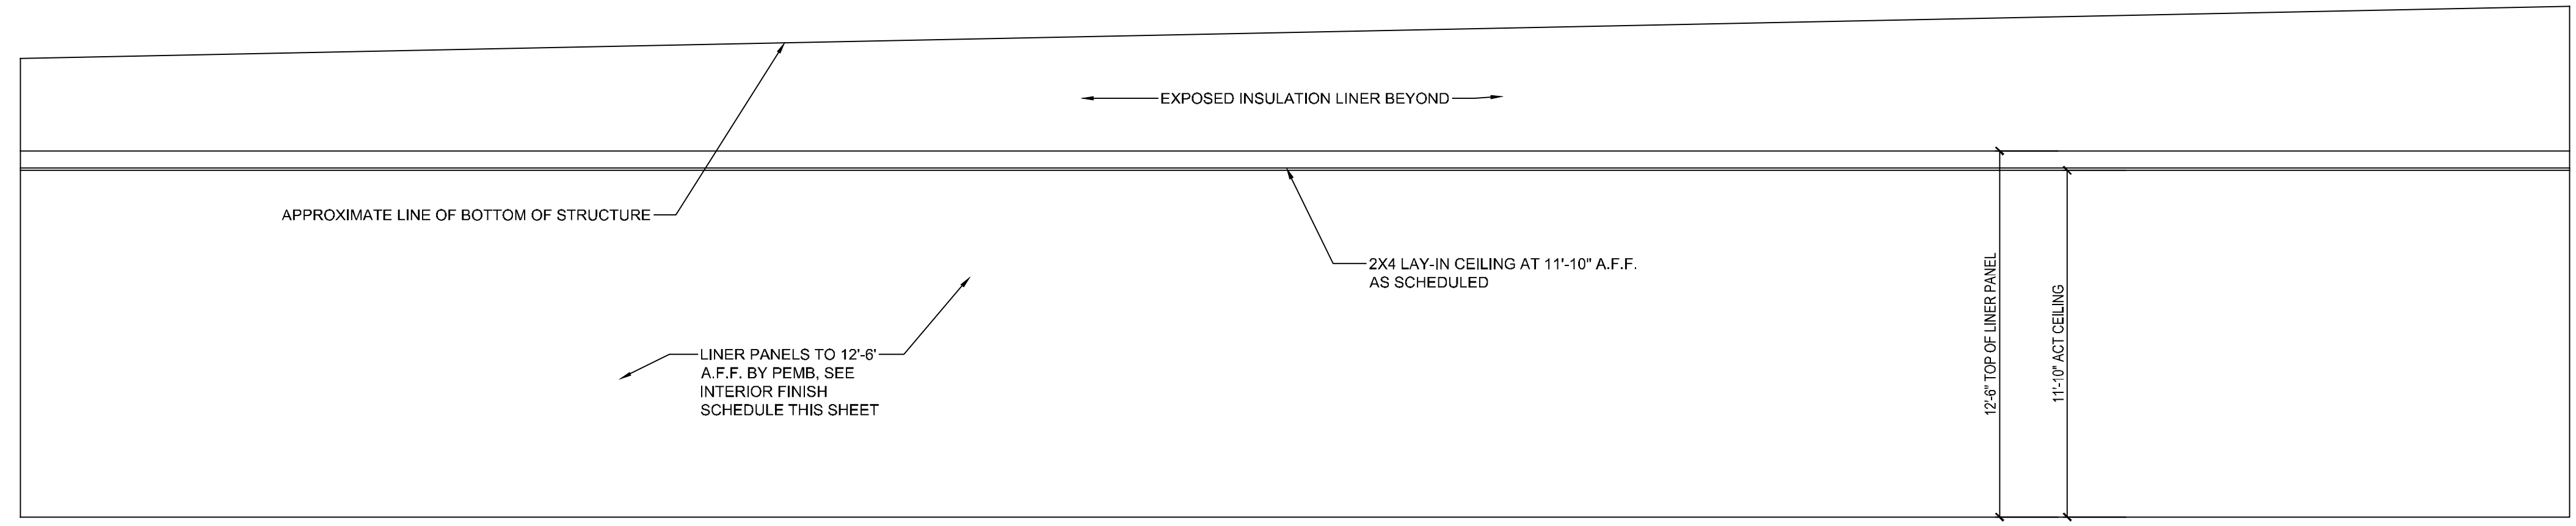 EXPOSED INSULATION LINER BEYOND
APPROXIMATE LINE OF BOTTOM OF STRUCTURE
2X4 LAY-IN CEILING AT 11'-10" A.F.F.
AS SCHEDULED
LINER PANELS TO 12'-6'
A.F.F. BY PEMB, SEE
INTERIOR FINISH
SCHEDULE THIS SHEET
12'-6" TOP OF LINER PANEL
11'-10" ACT CEILING